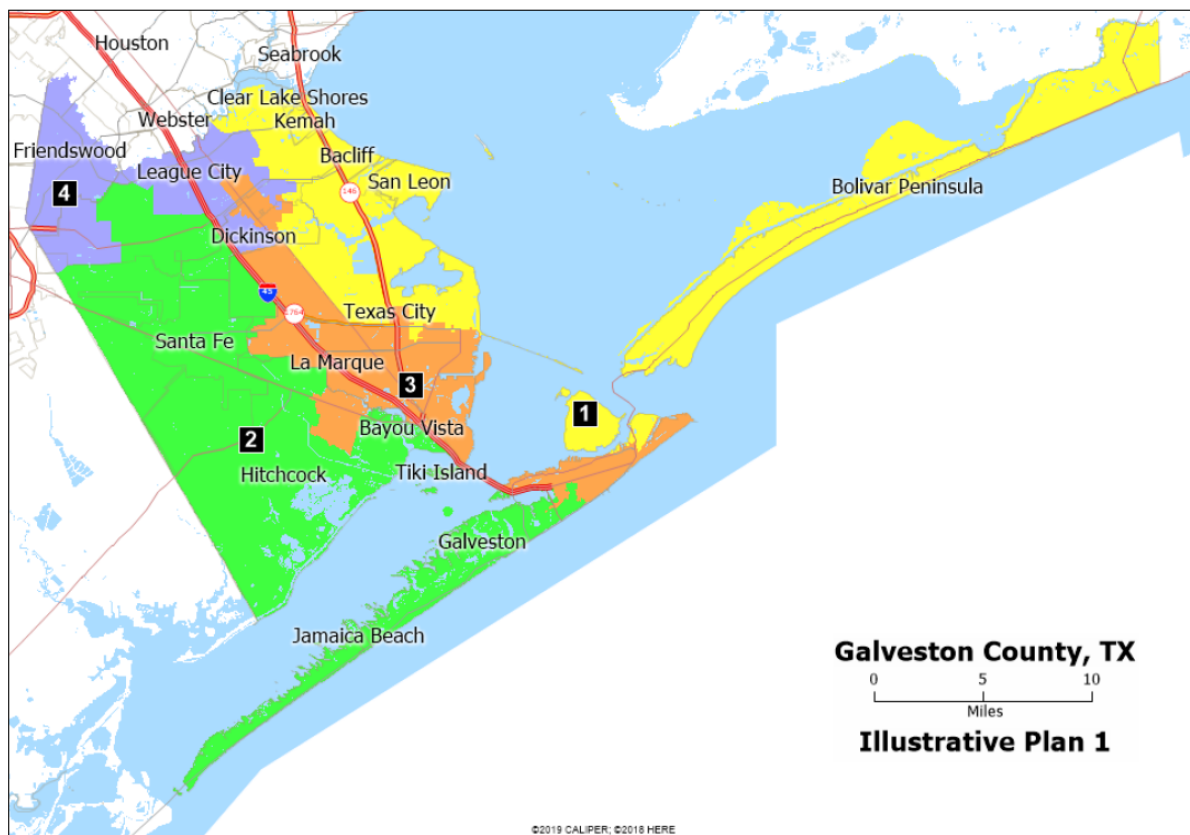 Houston
Seabrook
Clear Lake Shores
Webster
Kemah
Friendswood
Bacliff
League City
San Leon
4
146
Bolivar Peninsula
Dickinson
45
1764
Texas City
Santa Fe
La Marque
3
1
Bayou Vista
2
Hitchcock
Tiki Island
Galveston
Jamaica Beach
Galveston County, TX
0 5 10
Miles
Illustrative Plan 1
©2019 CALIPER; ©2018 HERE